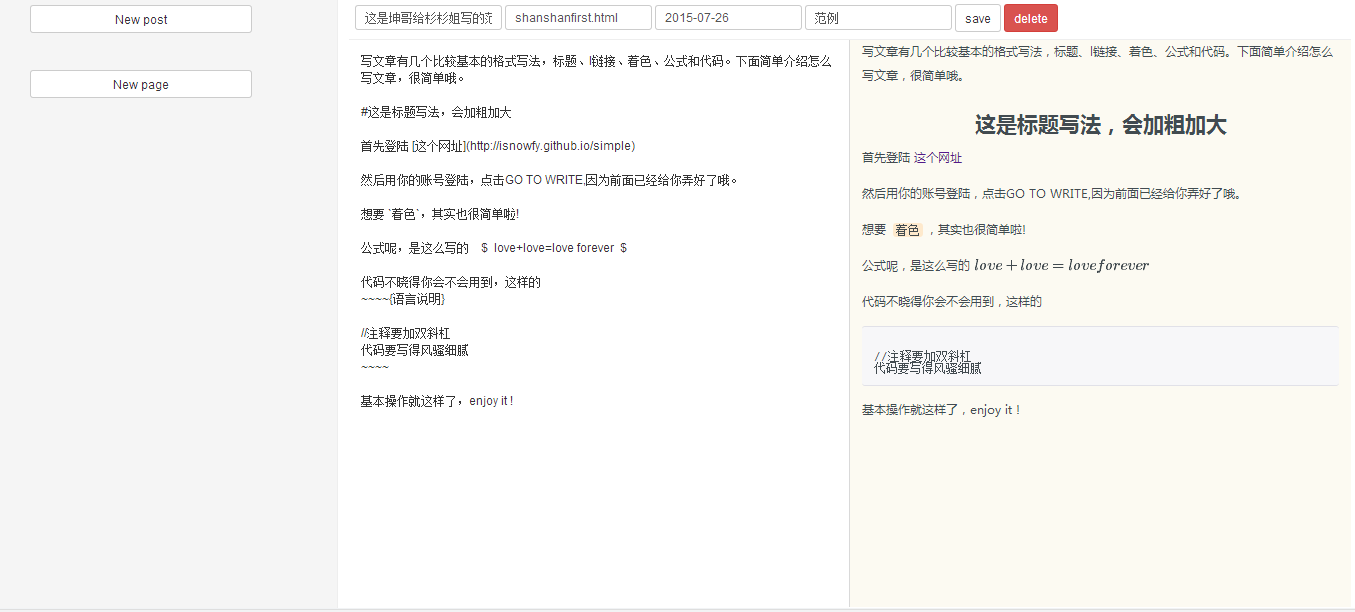 New post
New page
这是坤哥给杉杉姐写的范
shanshanfirst.html
2015-07-26
范例
save
delete
写文章有几个比较基本的格式写法，标题、l链接、着色、公式和代码。下面简单介绍怎么
写文章，很简单哦。
#这是标题写法，会加粗加大
首先登陆 [这个网址](http://isnowfy.github.io/simple)
然后用你的账号登陆，点击GO TO WRITE,因为前面已经给你弄好了哦。
想要 `着色`，其实也很简单啦!
公式呢，是这么写的 $ love+love=love forever $
代码不晓得你会不会用到，这样的
~~~~{语言说明}
//注释要加双斜杠
代码要写得风骚细腻
~~~~
基本操作就这样了，enjoy it !
写文章有几个比较基本的格式写法，标题、l链接、着色、公式和代码。下面简单介绍怎么
写文章，很简单哦。
这是标题写法，会加粗加大
首先登陆 这个网址
然后用你的账号登陆，点击GO TO WRITE,因为前面已经给你弄好了哦。
想要 着色 ，其实也很简单啦!
公式呢，是这么写的 love + love = loveforever
代码不晓得你会不会用到，这样的
//注释要加双斜杠
代码要写得风骚细腻
基本操作就这样了，enjoy it !